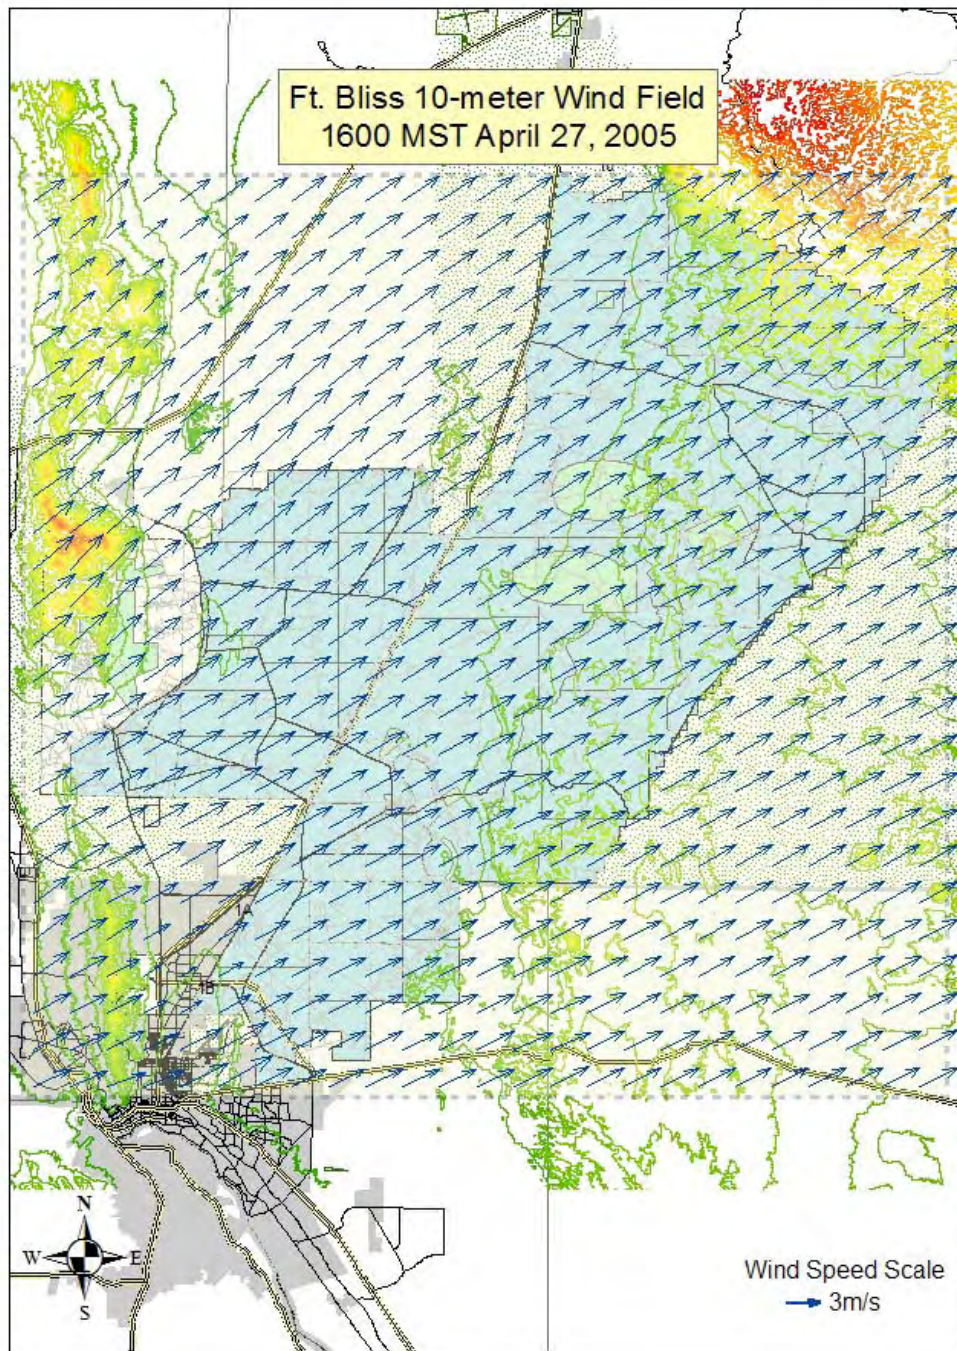 Ft. Bliss 10-meter Wind Field
1600 MST April 27, 2005
1A
1B
N
W
E
S
Wind Speed Scale
3m/s